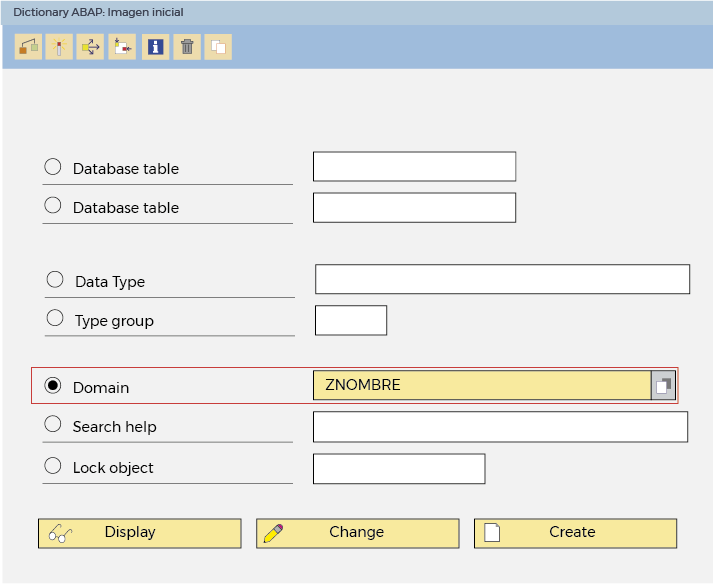 Dictionary ABAP: Imagen inicial
Database table
Database table
Data Type
Type group
Domain ZNOMBRE
Search help
Lock object
Display Change Create